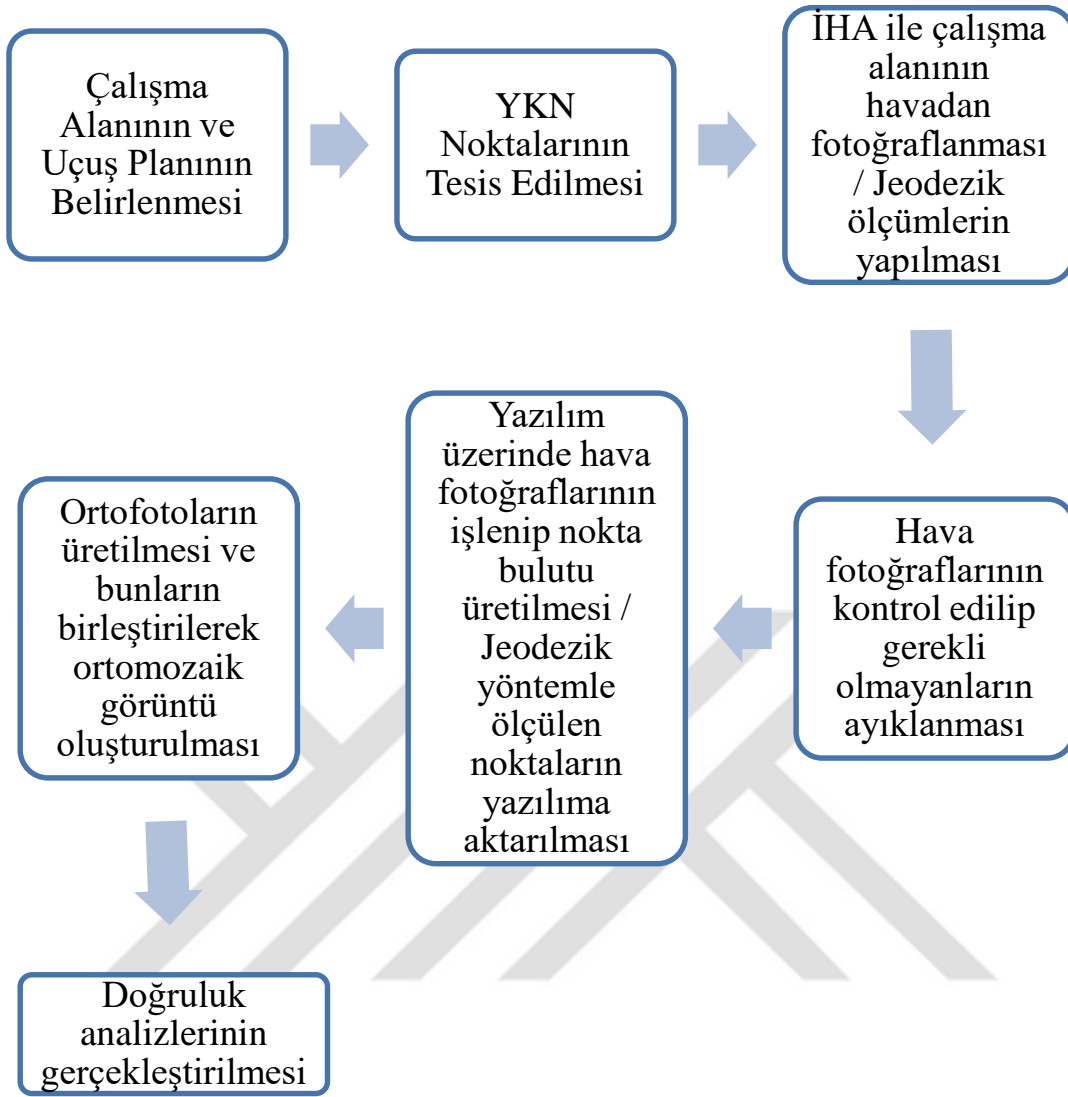 Çalışma
Alanının ve
Uçuş Planının
Belirlenmesi
YKN
Noktalarının
Tesis Edilmesi
İHA ile çalışma
alanının
havadan
fotoğraflanması
/ Jeodezik
ölçümlerin
yapılması
Hava
fotoğraflarının
kontrol edilip
gerekli
olmayanların
ayıklanması
Yazılım
üzerinde hava
fotoğraflarının
işlenip nokta
bulutu
üretilmesi /
Jeodezik
yöntemle
ölçülen
noktaların
yazılıma
aktarılması
Ortofotoların
üretilmesi ve
bunların
birleştirilerek
ortomozaik
görüntü
oluşturulması
Doğruluk
analizlerinin
gerçekleştirilmesi